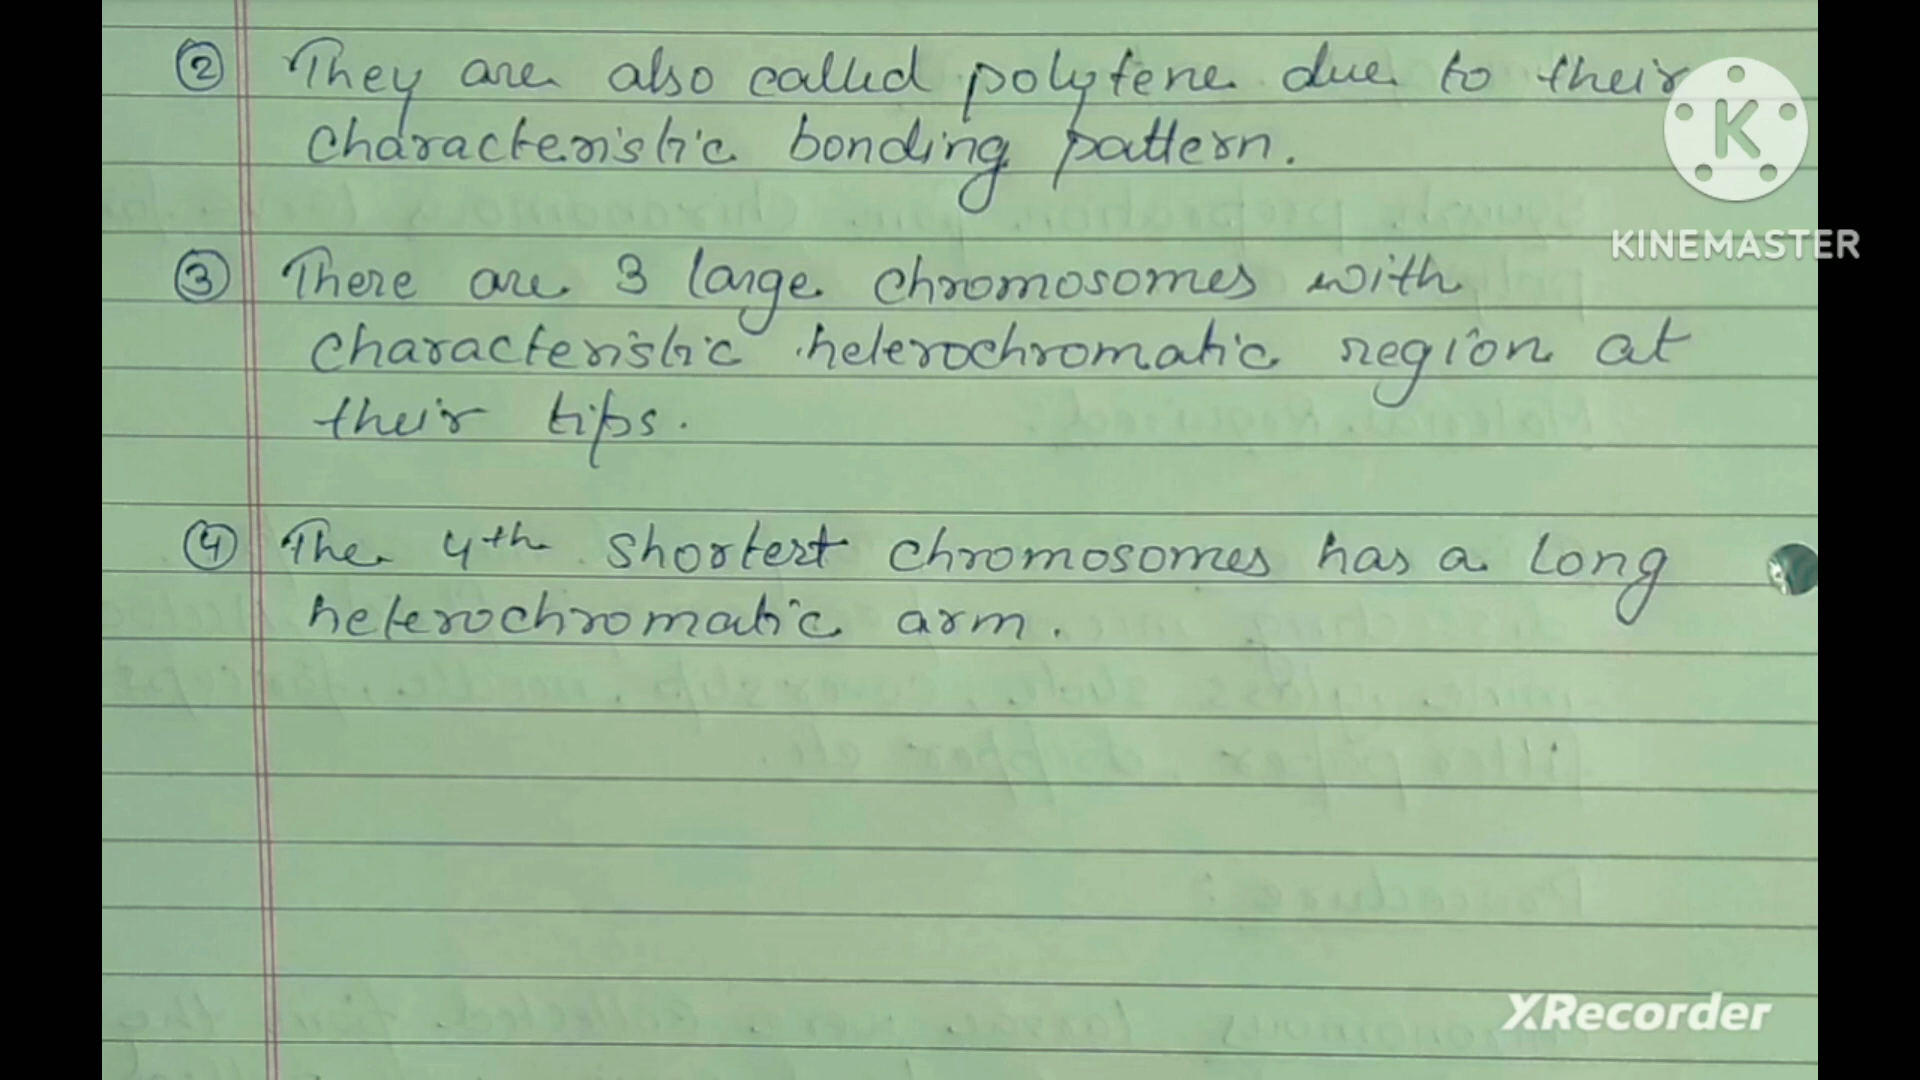 ② They are also called polytene due to their
characteristic bonding pattern.
KINEMASTER
③ There are 3 large chromosomes with
characteristic heterochromatic region at
their tips.
④ The 4th shortest chromosomes has a long
heterochromatic arm.
XRecorder